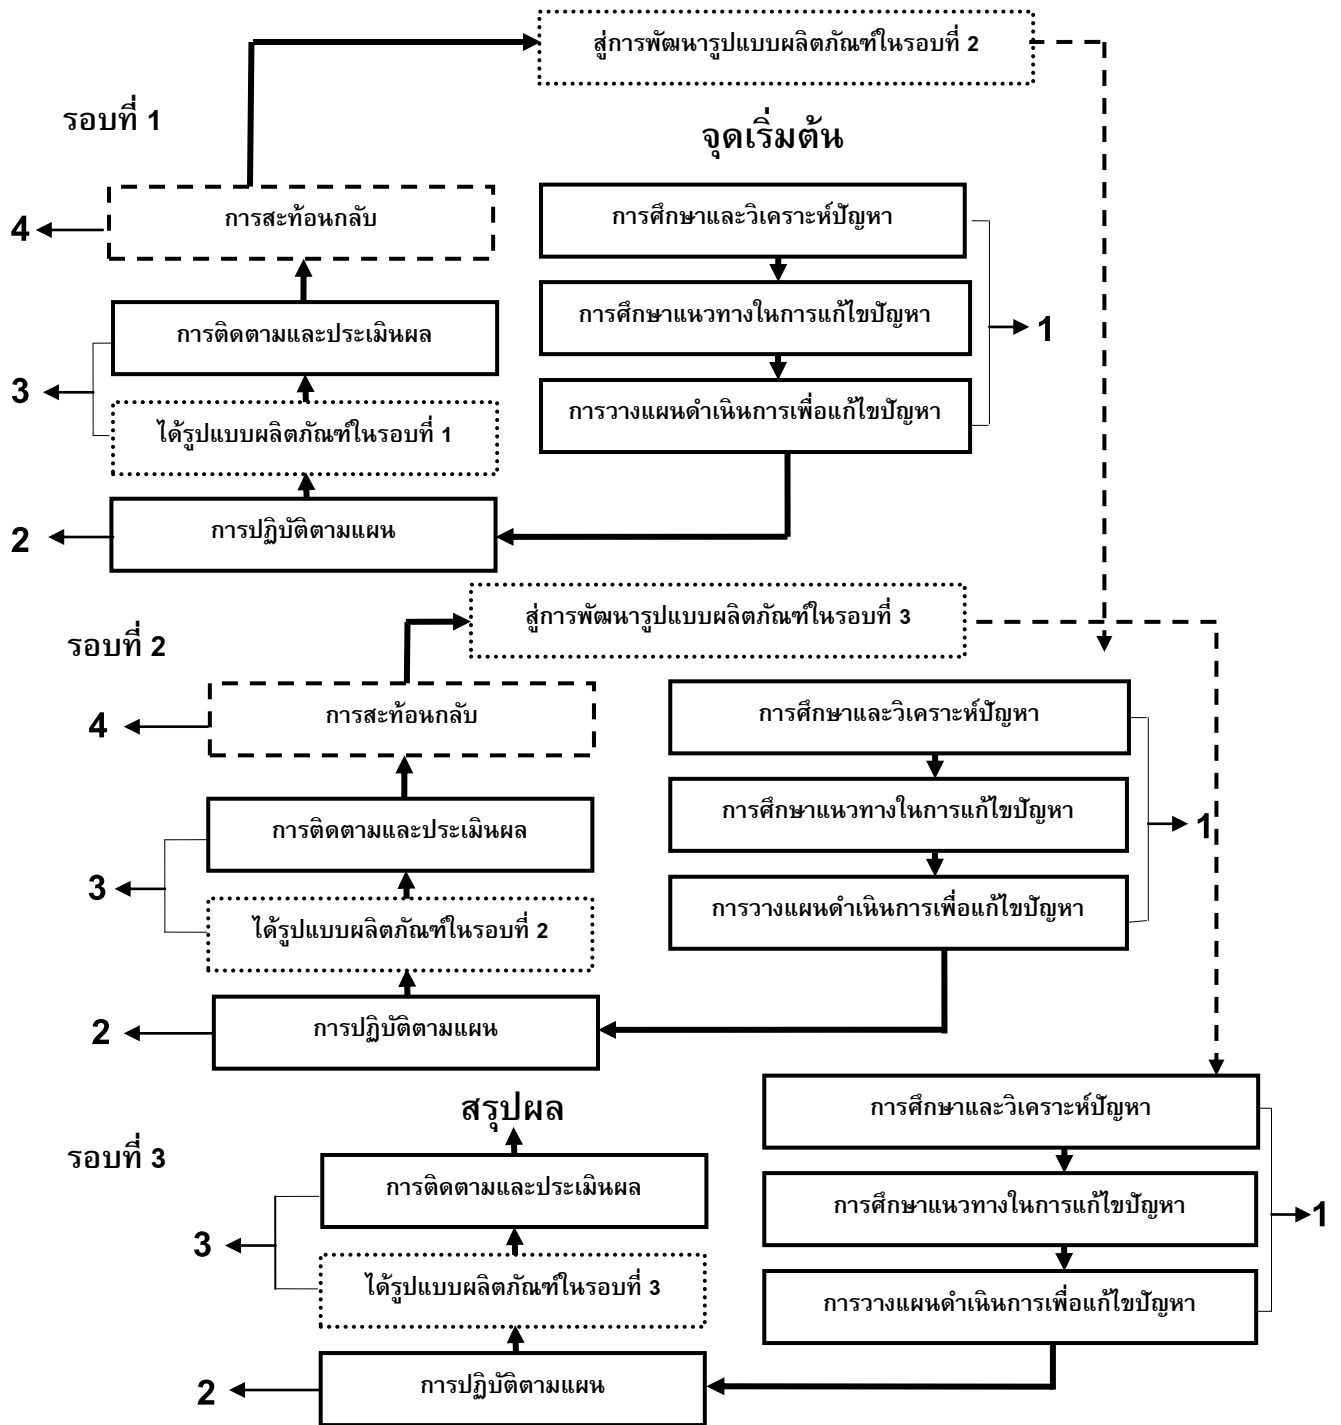 สู่การพัฒนารูปแบบผลิตภัณฑ์ในรอบที่ 2
รอบที่ 1
จุดเริ่มต้น
การสะท้อนกลับ
การศึกษาและวิเคราะห์ปัญหา
4
การติดตามและประเมินผล
การศึกษาแนวทางในการแก้ไขปัญหา
1
3
ได้รูปแบบผลิตภัณฑ์ในรอบที่ 1
การวางแผนดำเนินการเพื่อแก้ไขปัญหา
2
การปฏิบัติตามแผน
สู่การพัฒนารูปแบบผลิตภัณฑ์ในรอบที่ 3
รอบที่ 2
การสะท้อนกลับ
การศึกษาและวิเคราะห์ปัญหา
4
การติดตามและประเมินผล
การศึกษาแนวทางในการแก้ไขปัญหา
1
3
ได้รูปแบบผลิตภัณฑ์ในรอบที่ 2
การวางแผนดำเนินการเพื่อแก้ไขปัญหา
2
การปฏิบัติตามแผน
สรุปผล
การศึกษาและวิเคราะห์ปัญหา
รอบที่ 3
การติดตามและประเมินผล
การศึกษาแนวทางในการแก้ไขปัญหา
1
3
ได้รูปแบบผลิตภัณฑ์ในรอบที่ 3
การวางแผนดำเนินการเพื่อแก้ไขปัญหา
2
การปฏิบัติตามแผน